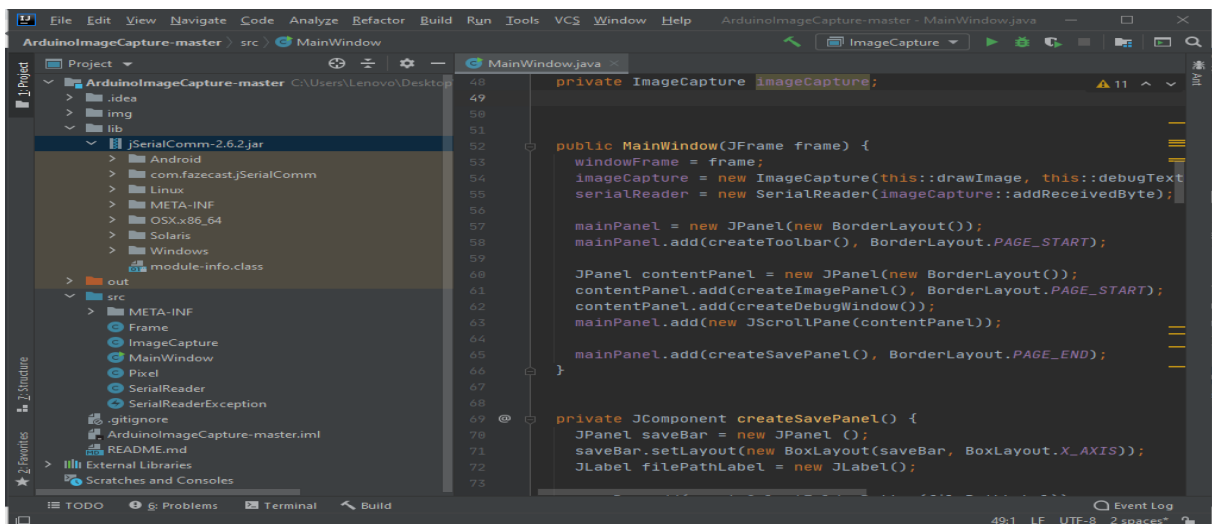 File Edit View Navigate Code Analyze Refactor Build Run Tools VCS Window Help ArduinoImageCapture-master - MainWindow.java
ArduinoImageCapture-master src MainWindow ImageCapture
Project
MainWindow.java
1: Project
Ant
ArduinoImageCapture-master C:\Users\Lenovo\Desktop
.idea
img
lib
jSerialComm-2.6.2.jar
Android
com.fazecast.jSerialComm
Linux
META-INF
OSX.x86_64
Solaris
Windows
module-info.class
out
src
META-INF
Frame
ImageCapture
MainWindow
Pixel
SerialReader
SerialReaderException
.gitignore
ArduinoImageCapture-master.iml
README.md
External Libraries
Scratches and Consoles
Z: Structure
2: Favorites
11
48 private ImageCapture imageCapture;
49
50
51
52 public MainWindow(JFrame frame) {
53 windowFrame = frame;
54 imageCapture = new ImageCapture(this::drawImage, this::debugText
55 serialReader = new SerialReader(imageCapture::addReceivedByte);
56
57 mainPanel = new JPanel(new BorderLayout());
58 mainPanel.add(createToolbar(), BorderLayout.PAGE_START);
59
60 JPanel contentPanel = new JPanel(new BorderLayout());
61 contentPanel.add(createImagePanel(), BorderLayout.PAGE_START);
62 contentPanel.add(createDebugWindow());
63 mainPanel.add(new JScrollPane(contentPanel));
64
65 mainPanel.add(createSavePanel(), BorderLayout.PAGE_END);
66 }
67
68
69 @ private JComponent createSavePanel() {
70 JPanel saveBar = new JPanel ();
71 saveBar.setLayout(new BoxLayout(saveBar, BoxLayout.X_AXIS));
72 JLabel filePathLabel = new JLabel();
73
TODO 6: Problems Terminal Build Event Log
49:1 LF UTF-8 2 spaces*